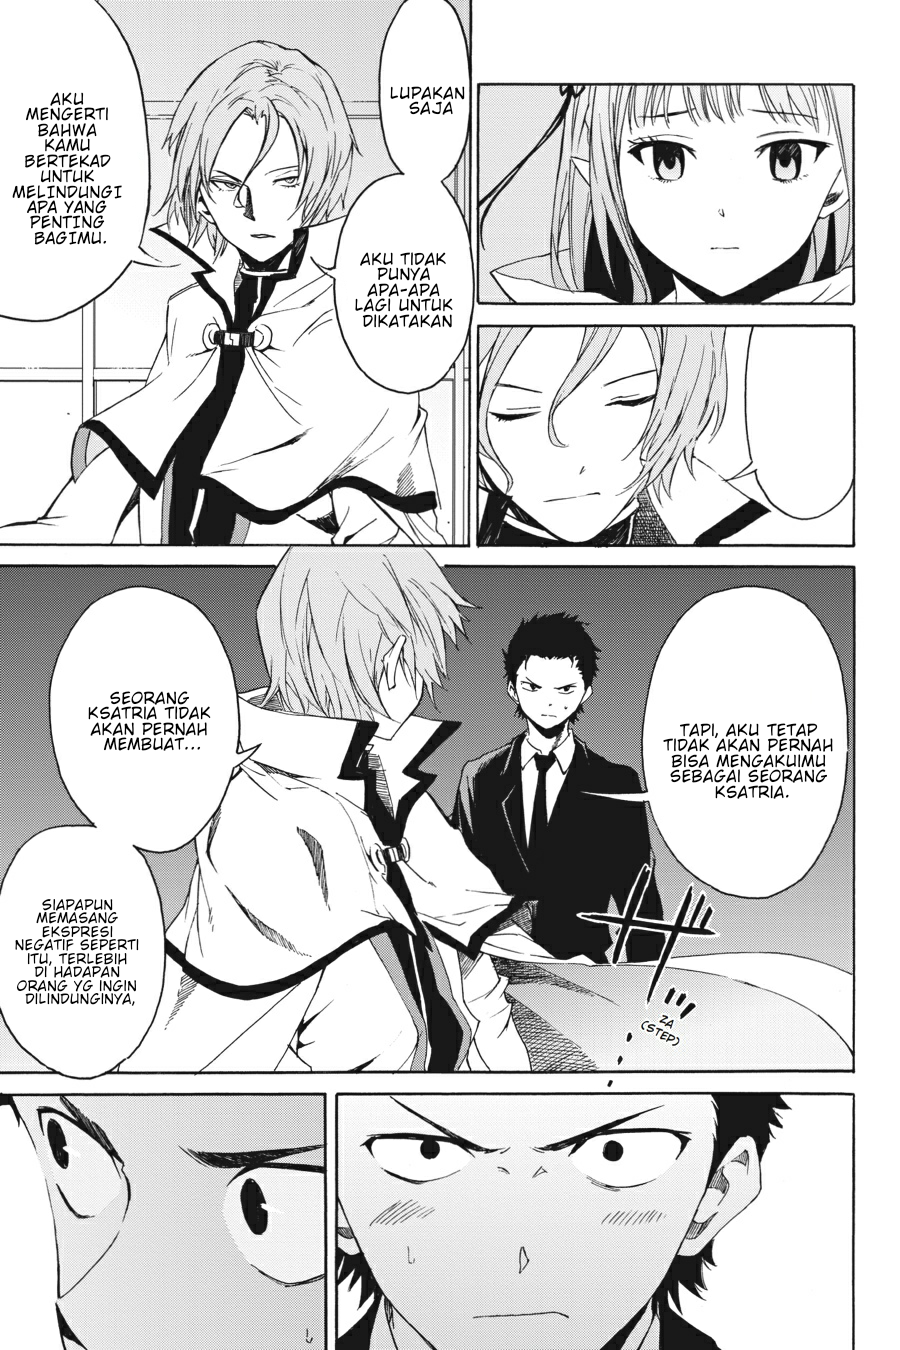 LUPAKAN
SAJA
AKU TIDAK
PUNYA
APA-APA
LAGI UNTUK
DIKATAKAN
AKU
MENGERTI
BAHWA
KAMU
BERTEKAD
UNTUK
MELINDUNGI
APA YANG
PENTING
BAGIMU.
TAPI, AKU TETAP
TIDAK AKAN PERNAH
BISA MENGAKUIMU
SEBAGAI SEORANG
KSATRIA.
SEORANG
KSATRIA TIDAK
AKAN PERNAH
MEMBUAT...
SIAPAPUN
MEMASANG
EKSPRESI
NEGATIF SEPERTI
ITU, TERLEBIH
DI HADAPAN
ORANG YG INGIN
DILINDUNGINYA,
ザッ
ZA
(STEP)